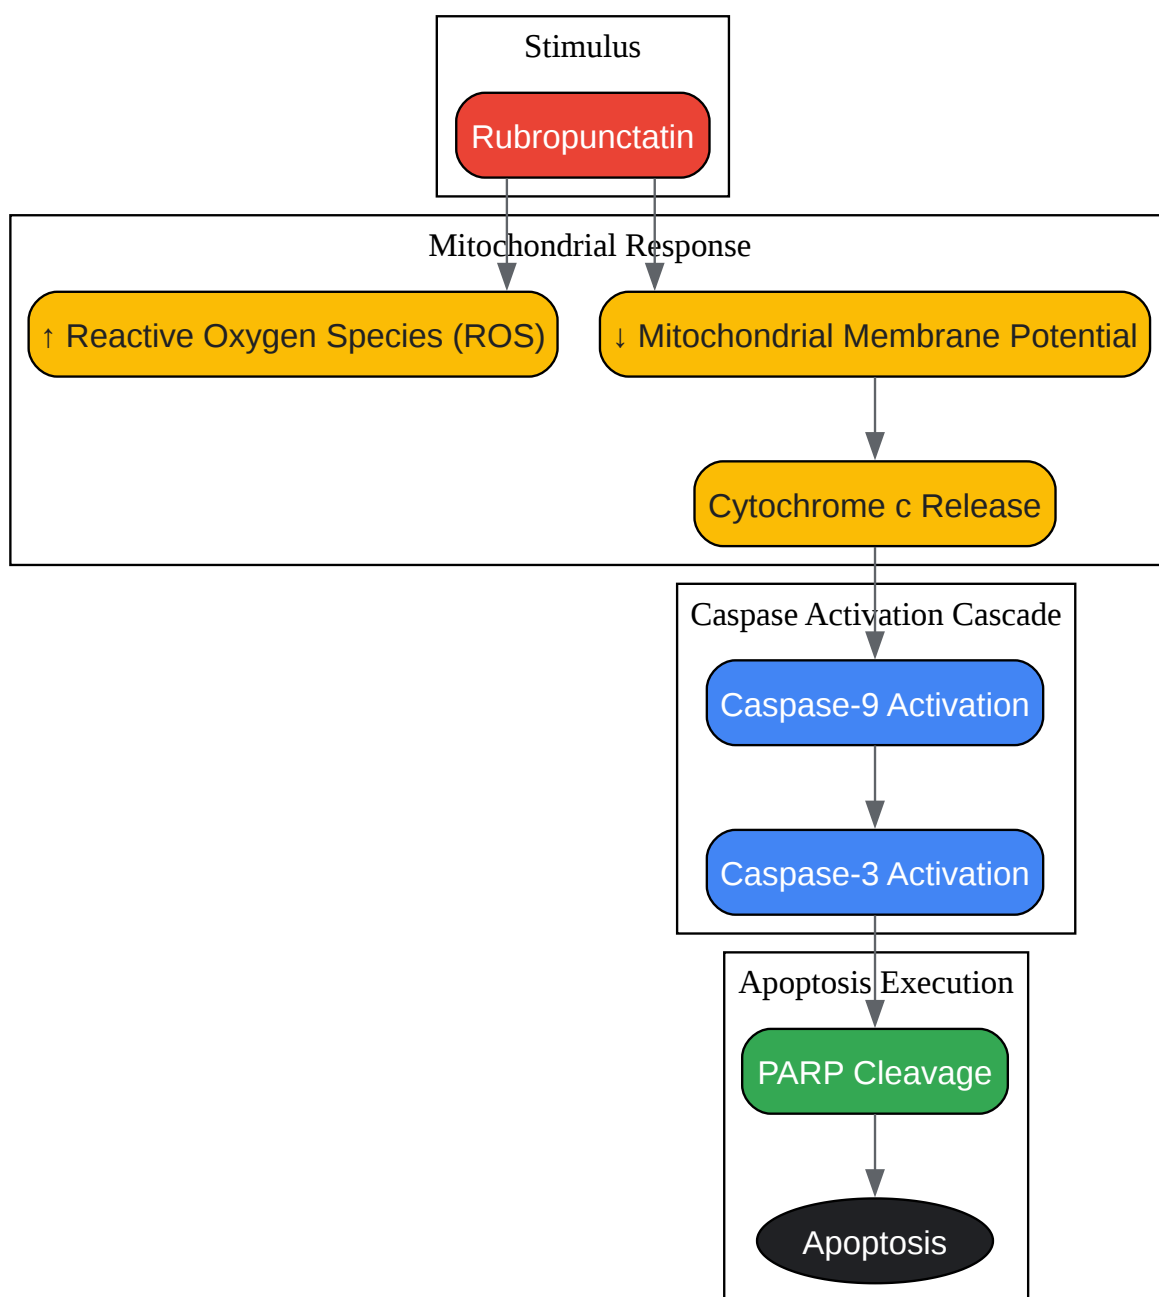 Stimulus
Rubropunctatin
Mitochondrial Response
↑ Reactive Oxygen Species (ROS)
↓ Mitochondrial Membrane Potential
Cytochrome c Release
Caspase Activation Cascade
Caspase-9 Activation
Caspase-3 Activation
Apoptosis Execution
PARP Cleavage
Apoptosis